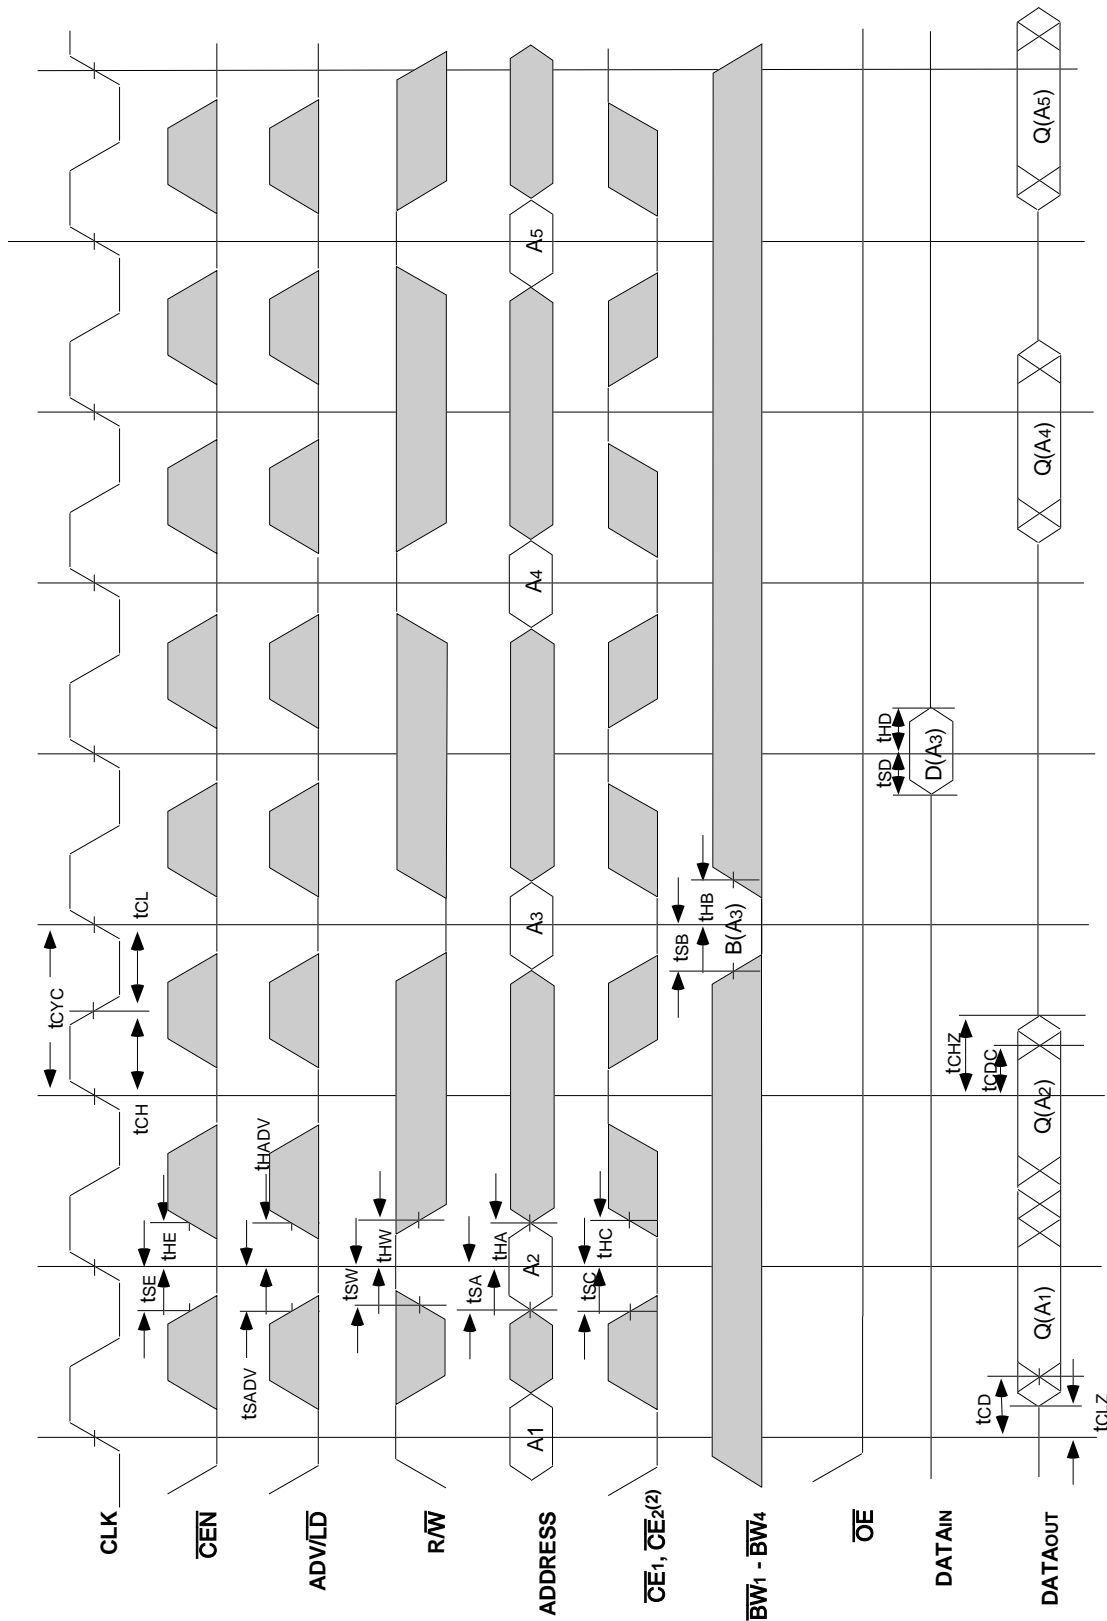 CLK
tCYC
tCH
tCL
CEN
tSE
tHE
ADV/LD
tSADV
tHADV
R/W
tSW
tHW
ADDRESS
A1
tSA
tHA
A2
A3
A4
A5
CE1, CE2(2)
tSC
tHC
BW1 - BW4
tSB
tHB
B(A3)
OE
DATAIN
tSD
tHD
D(A3)
DATAOUT
tCD
tCLZ
Q(A1)
Q(A2)
tCHZ
tCDC
Q(A4)
Q(A5)